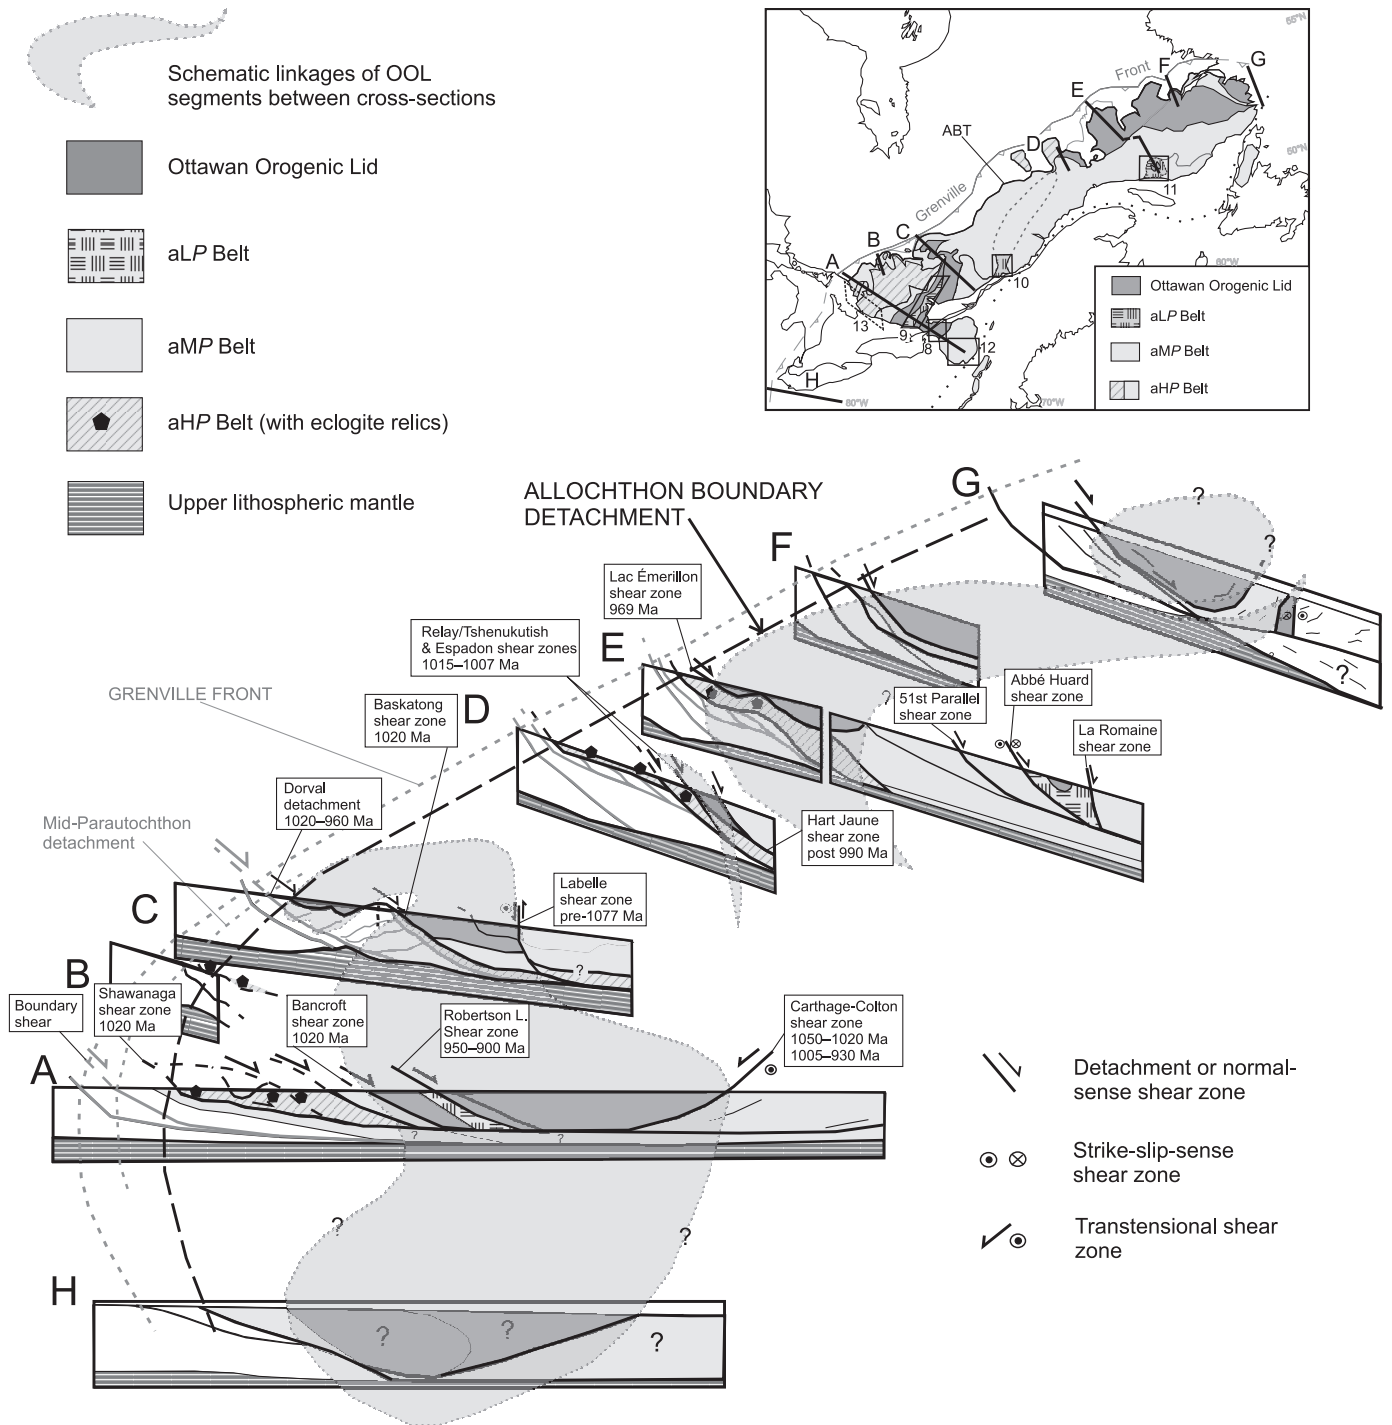 Schematic linkages of OOL
segments between cross-sections
Ottawan Orogenic Lid
aLP Belt
aMP Belt
aHP Belt (with eclogite relics)
Upper lithospheric mantle
55°N
G
F
Front
E
ABT
50°N
D
11
Grenville
C
B
A
60°W
10
13
9
8
12
H
80°W
70°W
Ottawan Orogenic Lid
aLP Belt
aMP Belt
aHP Belt
ALLOCHTHON BOUNDARY
DETACHMENT
G
?
?
?
?
F
Lac Émerillon
shear zone
969 Ma
E
Relay/Tshenukutish
& Espadon shear zones
1015–1007 Ma
?
51st Parallel
shear zone
Abbé Huard
shear zone
La Romaine
shear zone
GRENVILLE FRONT
D
Baskatong
shear zone
1020 Ma
Hart Jaune
shear zone
post 990 Ma
Dorval
detachment
1020–960 Ma
Mid-Parautochthon
detachment
C
Labelle
shear zone
pre-1077 Ma
?
B
Boundary
shear
Shawanaga
shear zone
1020 Ma
Bancroft
shear zone
1020 Ma
Robertson L.
Shear zone
950–900 Ma
Carthage-Colton
shear zone
1050–1020 Ma
1005–930 Ma
A
?
?
?
?
H
?
?
?
Detachment or normal-
sense shear zone
Strike-slip-sense
shear zone
Transtensional shear
zone